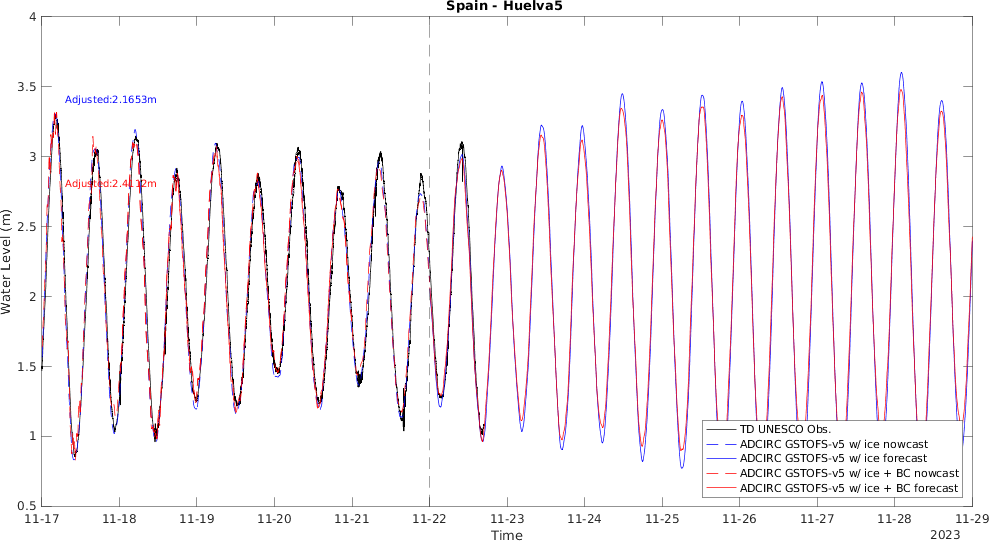 Spain - Huelva5
4
3.5
3
2.5
2
1.5
1
0.5
Water Level (m)
Adjusted:2.1653m
Adjusted:2.4112m
TD UNESCO Obs.
ADCIRC GSTOFS-v5 w/ ice nowcast
ADCIRC GSTOFS-v5 w/ ice forecast
ADCIRC GSTOFS-v5 w/ ice + BC nowcast
ADCIRC GSTOFS-v5 w/ ice + BC forecast
11-17 11-18 11-19 11-20 11-21 11-22 11-23 11-24 11-25 11-26 11-27 11-28 11-29
Time
2023